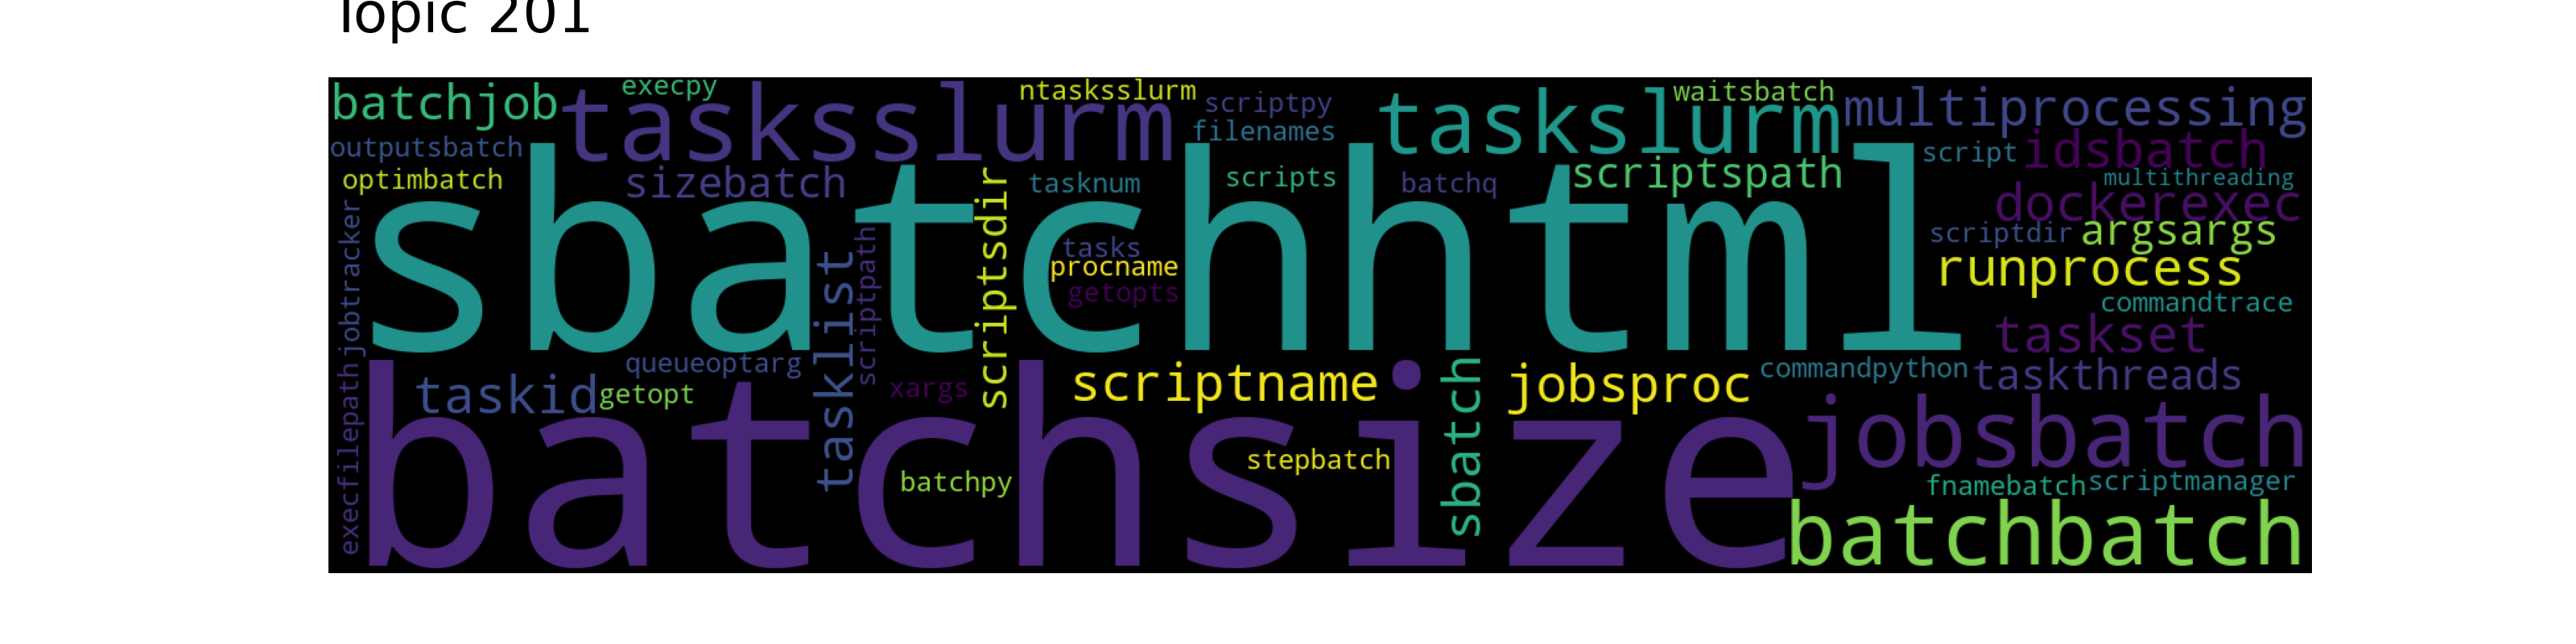 Topic 201
batchjob
execpy
tasksslurm
ntasksslurm
scriptpy
filenames
taskslurm
waitsbatch
multiprocessing
outputsbatch
optimbatch
sizebatch
tasknum
scripts
batchq
scriptspath
script
idsbatch
multithreading
dockerexec
sbatchhtml
scriptsdir
tasks
procname
getopts
scriptdir
argsargs
runprocess
commandtrace
taskset
jobtracker
tasklist
scriptpath
queueoptarg
taskid
getopt
xargs
scriptname
sbatch
jobsproc
commandpython
taskthreads
execfilepath
batchsize
batchpy
stepbatch
jobsbatch
fnamebatch
scriptmanager
batchbatch